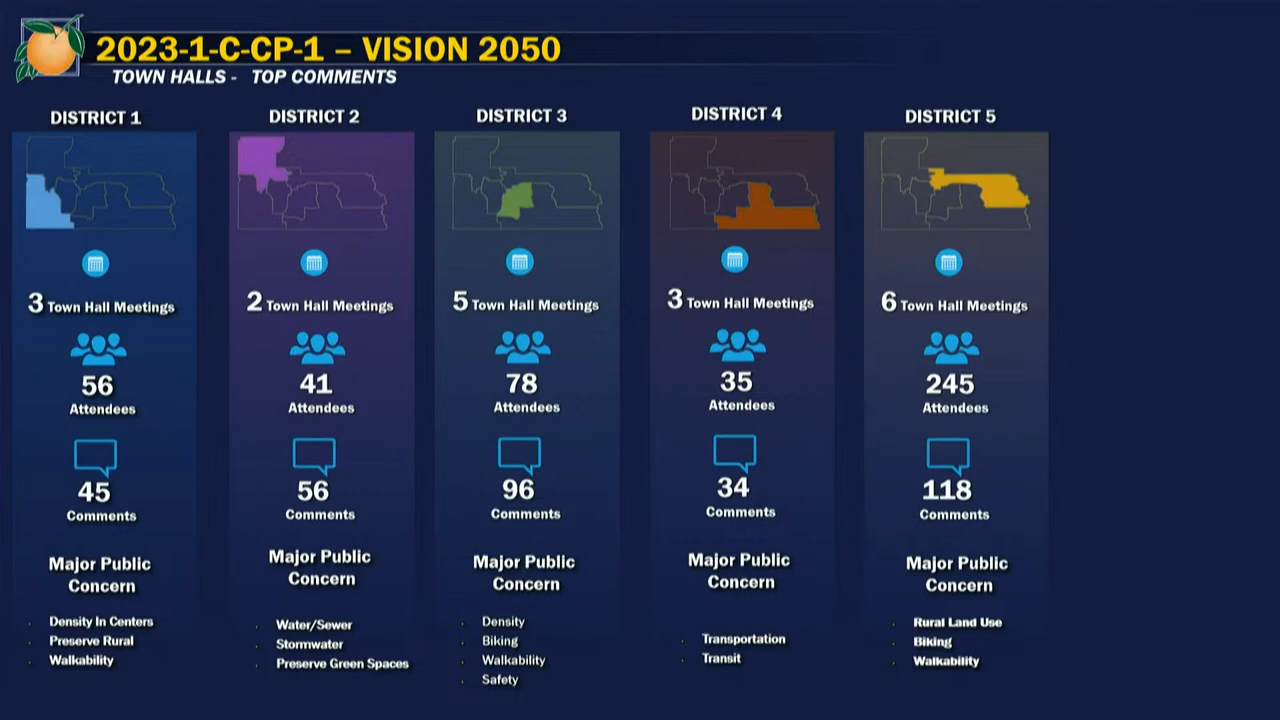 2023-1-C-CP-1 – VISION 2050
TOWN HALLS - TOP COMMENTS
DISTRICT 1
3 Town Hall Meetings
56
Attendees
45
Comments
Major Public
Concern
Density In Centers
Preserve Rural
Walkability
DISTRICT 2
2 Town Hall Meetings
41
Attendees
56
Comments
Major Public
Concern
Water/Sewer
Stormwater
Preserve Green Spaces
DISTRICT 3
5 Town Hall Meetings
78
Attendees
96
Comments
Major Public
Concern
Density
Biking
Walkability
Safety
DISTRICT 4
3 Town Hall Meetings
35
Attendees
34
Comments
Major Public
Concern
Transportation
Transit
DISTRICT 5
6 Town Hall Meetings
245
Attendees
118
Comments
Major Public
Concern
Rural Land Use
Biking
Walkability